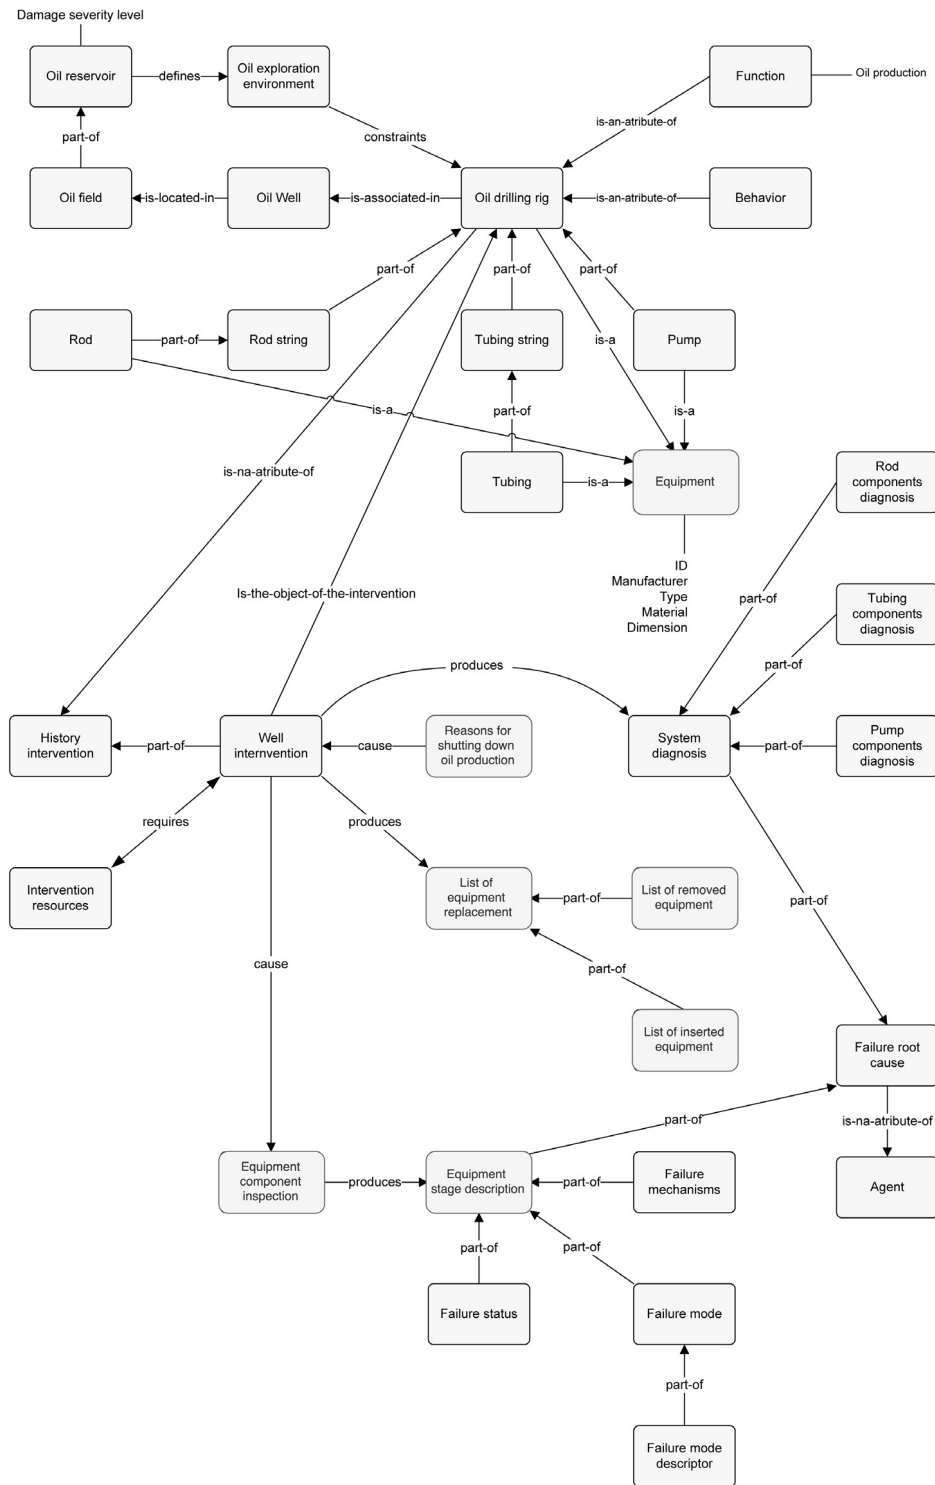 Damage severity level
Oil reservoir
defines
Oil exploration
environment
Function
Oil production
part-of
constraints
is-an-atribute-of
Oil field
is-located-in
Oil Well
is-associated-in
Oil drilling rig
is-an-atribute-of
Behavior
part-of
part-of
part-of
Rod
part-of
Rod string
Tubing string
is-a
Pump
is-a
part-of
is-a
is-na-atribute-of
Tubing
is-a
Equipment
Rod
components
diagnosis
ID
Manufacturer
Type
Material
Dimension
Is-the-object-of-the-intervention
part-of
Tubing
components
diagnosis
produces
part-of
History
intervention
part-of
Well
internvention
cause
Reasons for
shutting down
oil production
System
diagnosis
part-of
Pump
components
diagnosis
requires
produces
Intervention
resources
List of
equipment
replacement
part-of
List of removed
equipment
part-of
cause
part-of
List of inserted
equipment
Failure root
cause
part-of
is-na-atribute-of
Equipment
component
inspection
produces
Equipment
stage description
part-of
Failure
mechanisms
Agent
part-of
part-of
Failure status
Failure mode
part-of
Failure mode
descriptor